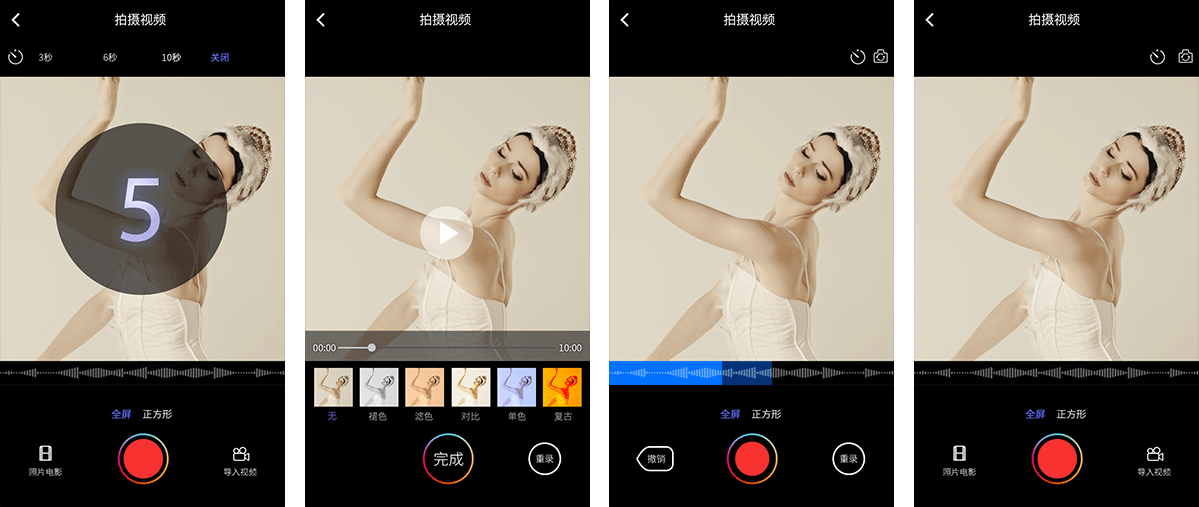 拍摄视频
3秒 6秒 10秒 关闭
5
全屏 正方形
照片电影 导入视频
拍摄视频
00:00 10:00
无 褪色 滤色 对比 单色 复古
完成 重录
拍摄视频
全屏 正方形
撤销 重录
拍摄视频
全屏 正方形
照片电影 导入视频